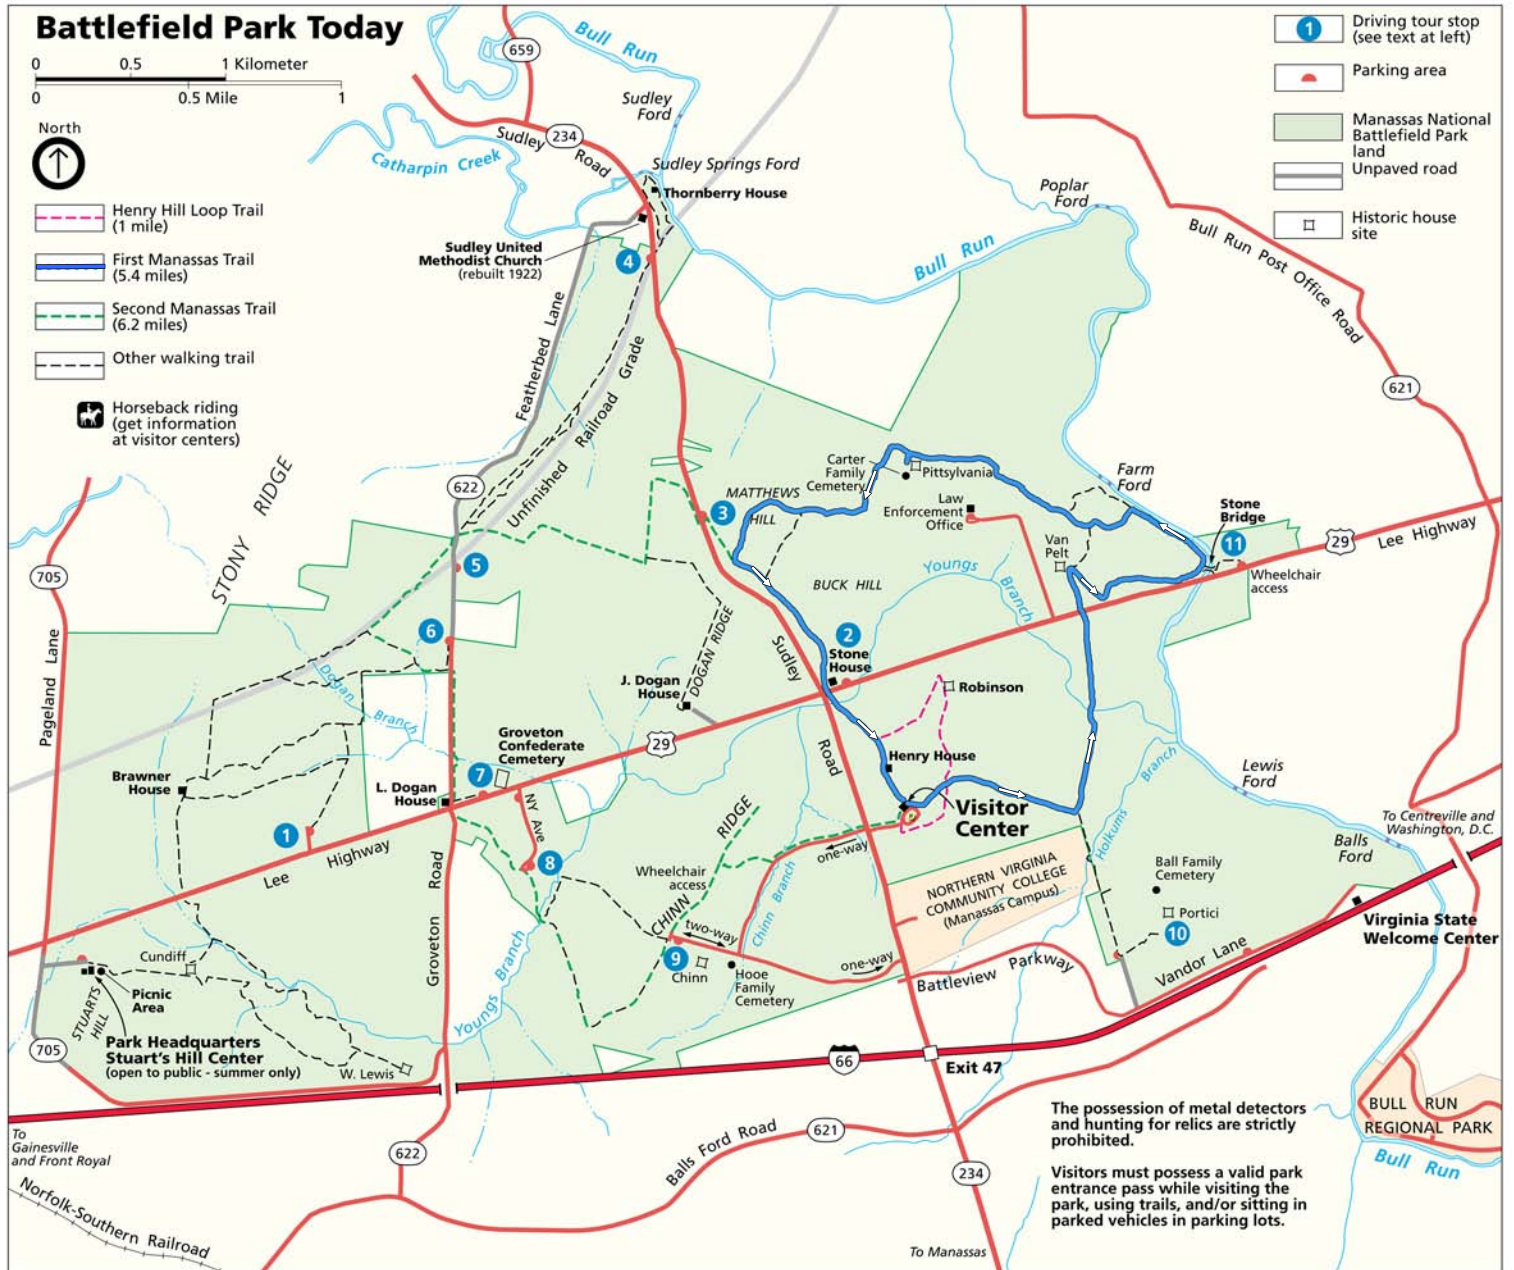 Battlefield Park Today
0 0.5 1 Kilometer
0 0.5 Mile 1
North
Henry Hill Loop Trail
(1 mile)
First Manassas Trail
(5.4 miles)
Second Manassas Trail
(6.2 miles)
Other walking trail
Horseback riding
(get information
at visitor centers)
1
Driving tour stop
(see text at left)
Parking area
Manassas National
Battlefield Park
land
Unpaved road
Historic house
site
659
Bull Run
Sudley
Ford
234
Sudley Road
Catharpin Creek
Sudley Springs Ford
Thornberry House
Sudley United
Methodist Church
(rebuilt 1922)
4
Poplar
Ford
Bull Run
Bull Run Post Office Road
621
Featherbed Lane
Unfinished Railroad Grade
STONY RIDGE
622
705
Pageland Lane
3
MATTHEWS
HILL
Carter
Family
Cemetery
Pittsylvania
Law
Enforcement
Office
Farm
Ford
Stone
Bridge
11
Wheelchair
access
29
Lee Highway
Van
Pelt
Youngs Branch
BUCK HILL
5
6
2
Stone
House
Sudley Road
DOGAN RIDGE
J. Dogan
House
Dogan Branch
Robinson
Groveton
Confederate
Cemetery
29
7
Henry House
Visitor
Center
Brawner
House
L. Dogan
House
NY Ave
1
Lee Highway
8
Groveton Road
CHINN RIDGE
Wheelchair
access
one-way
two-way
Chinn Branch
9
Chinn
Hooe
Family
Cemetery
one-way
NORTHERN VIRGINIA
COMMUNITY COLLEGE
(Manassas Campus)
Holkums Branch
Lewis
Ford
Balls
Ford
To Centreville and
Washington, D.C.
Ball Family
Cemetery
Portici
10
Virginia State
Welcome Center
Vandor Lane
Battleview Parkway
Cundiff
Picnic
Area
STUARTS
HILL
Park Headquarters
Stuart's Hill Center
(open to public - summer only)
705
W. Lewis
Youngs Branch
66
Exit 47
To
Gainesville
and Front Royal
622
Balls Ford Road
621
234
Norfolk-Southern Railroad
To Manassas
The possession of metal detectors
and hunting for relics are strictly
prohibited.
Visitors must possess a valid park
entrance pass while visiting the
park, using trails, and/or sitting in
parked vehicles in parking lots.
BULL RUN
REGIONAL PARK
Bull Run